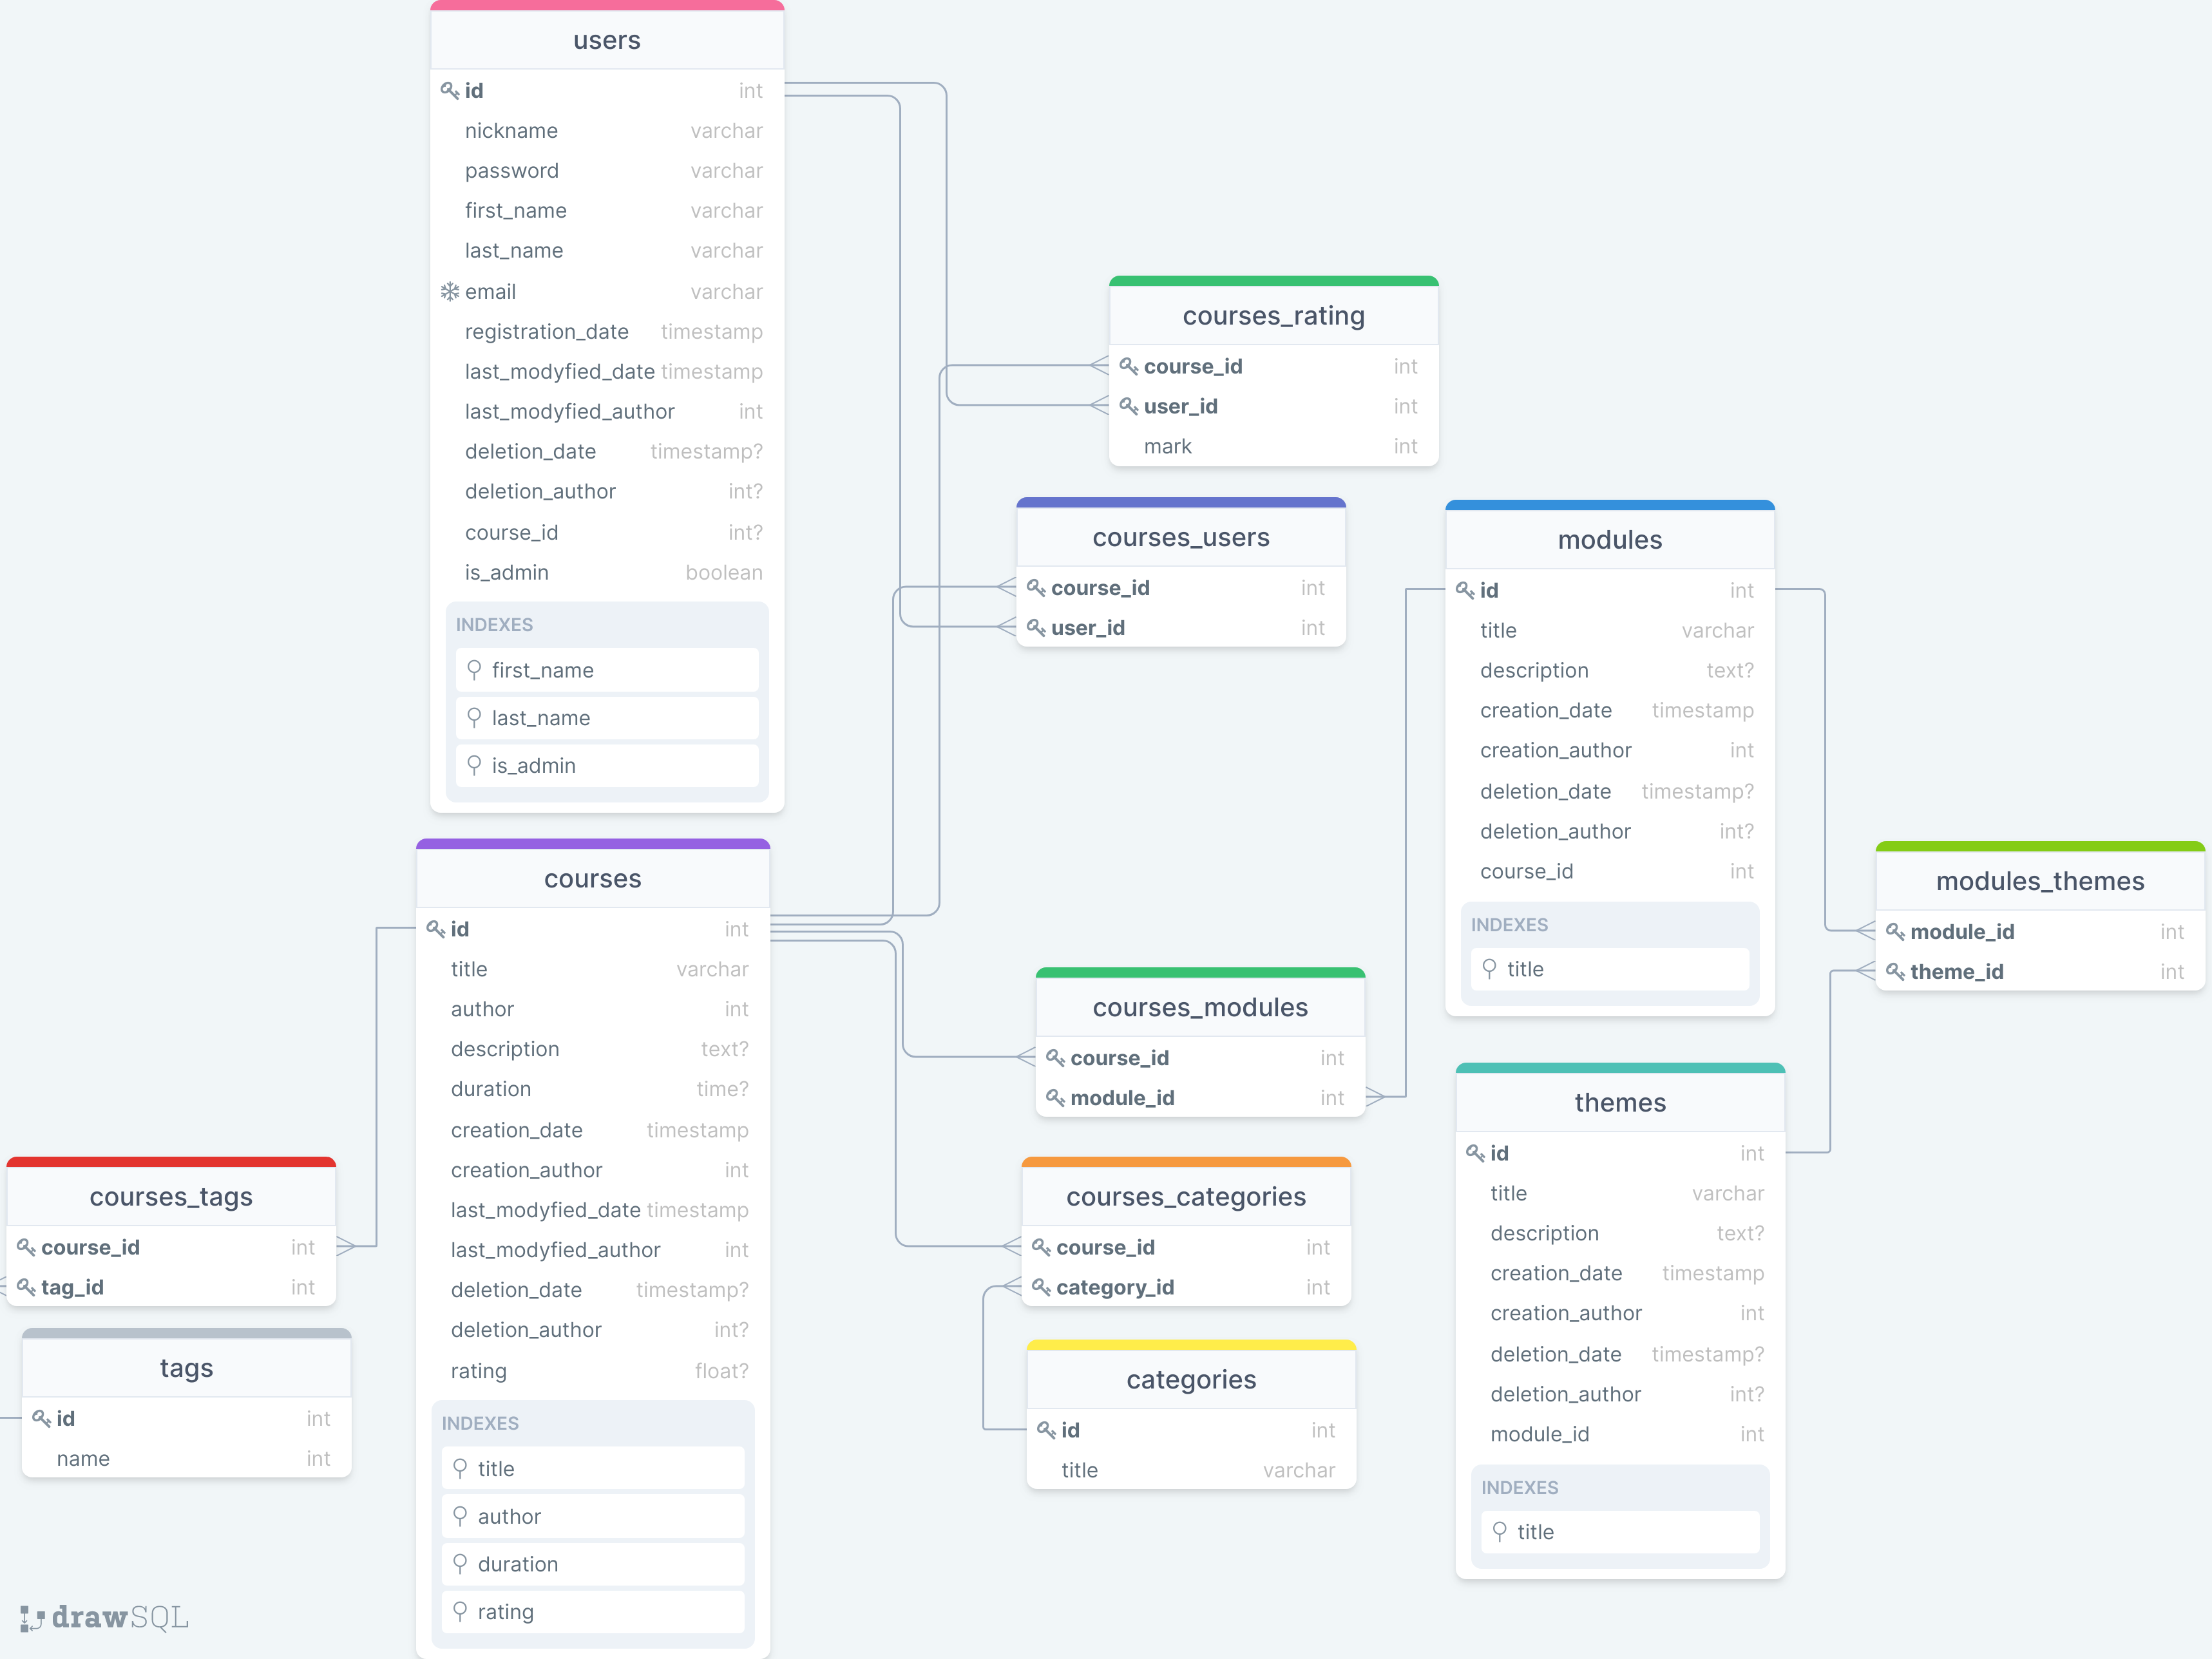 users
id int
nickname varchar
password varchar
first_name varchar
last_name varchar
email varchar
registration_date timestamp
last_modyfied_date timestamp
last_modyfied_author int
deletion_date timestamp?
deletion_author int?
course_id int?
is_admin boolean
INDEXES
first_name
last_name
is_admin
courses_rating
course_id int
user_id int
mark int
courses_users
course_id int
user_id int
modules
id int
title varchar
description text?
creation_date timestamp
creation_author int
deletion_date timestamp?
deletion_author int?
course_id int
INDEXES
title
modules_themes
module_id int
theme_id int
courses
id int
title varchar
author int
description text?
duration time?
creation_date timestamp
creation_author int
last_modyfied_date timestamp
last_modyfied_author int
deletion_date timestamp?
deletion_author int?
rating float?
INDEXES
title
author
duration
rating
courses_modules
course_id int
module_id int
themes
id int
title varchar
description text?
creation_date timestamp
creation_author int
deletion_date timestamp?
deletion_author int?
module_id int
INDEXES
title
courses_tags
course_id int
tag_id int
courses_categories
course_id int
category_id int
tags
id int
name int
categories
id int
title varchar
drawSQL